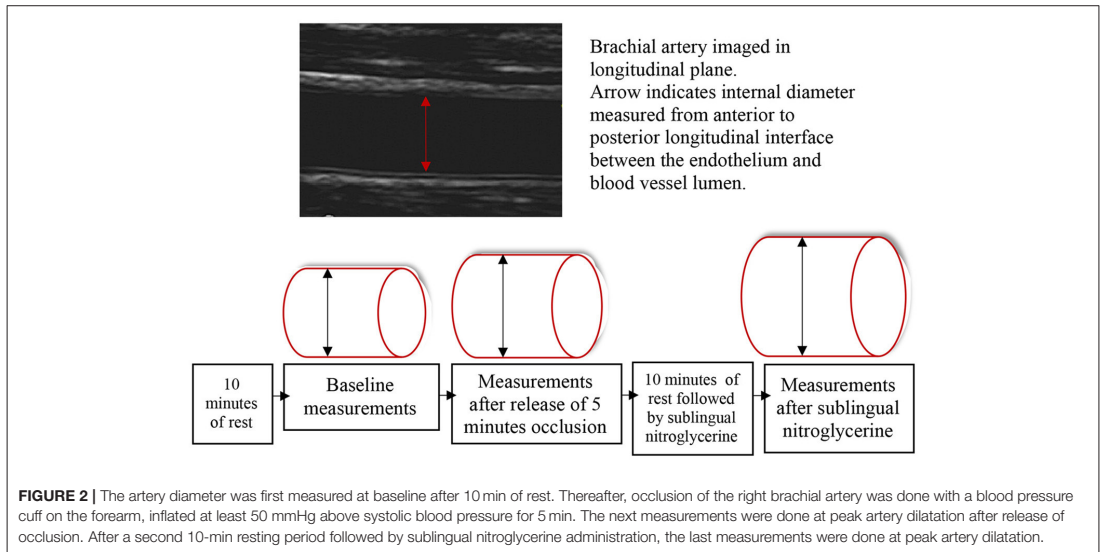 Brachial artery imaged in
longitudinal plane.
Arrow indicates internal diameter
measured from anterior to
posterior longitudinal interface
between the endothelium and
blood vessel lumen.
10
minutes
of rest
Baseline
measurements
Measurements
after release of 5
minutes occlusion
10 minutes of
rest followed
by sublingual
nitroglycerine
Measurements
after sublingual
nitroglycerine
FIGURE 2 | The artery diameter was first measured at baseline after 10 min of rest. Thereafter, occlusion of the right brachial artery was done with a blood pressure
cuff on the forearm, inflated at least 50 mmHg above systolic blood pressure for 5 min. The next measurements were done at peak artery dilatation after release of
occlusion. After a second 10-min resting period followed by sublingual nitroglycerine administration, the last measurements were done at peak artery dilatation.